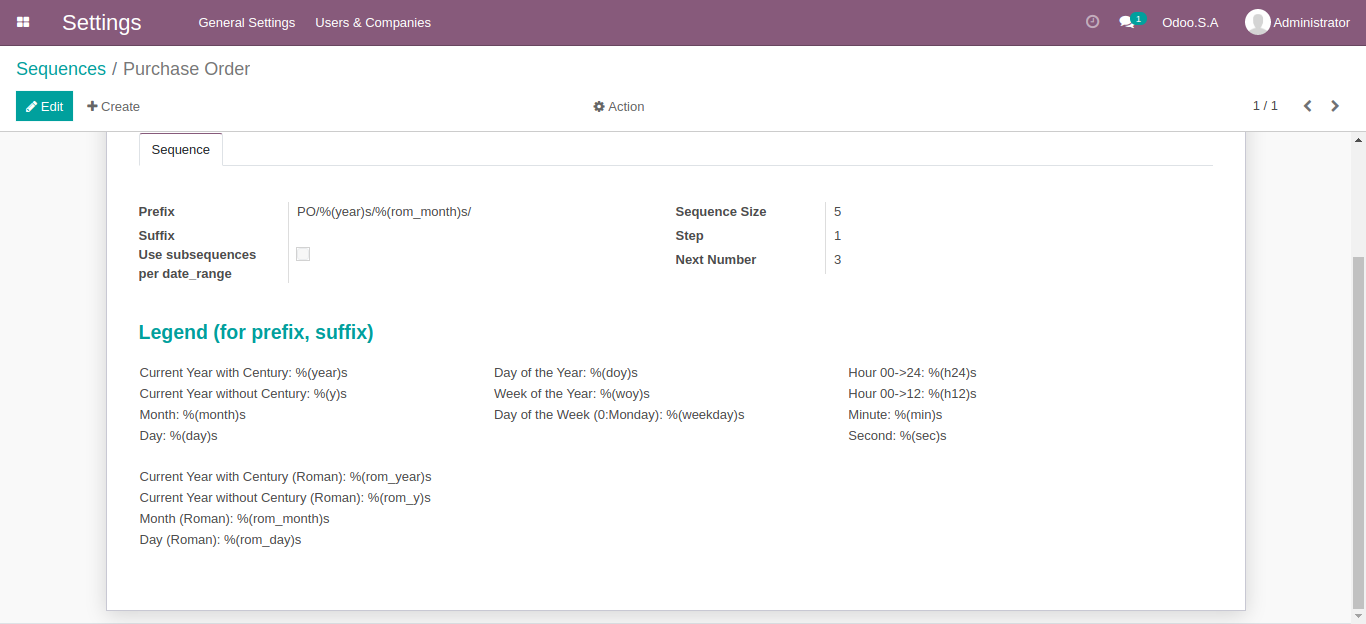 Settings General Settings Users & Companies 1 Odoo.S.A Administrator
Sequences / Purchase Order
Edit Create Action 1 / 1
Sequence
Prefix PO/%(year)s/%(rom_month)s/ Sequence Size 5
Suffix Step 1
Use subsequences
per date_range
Next Number 3
Legend (for prefix, suffix)
Current Year with Century: %(year)s Day of the Year: %(doy)s Hour 00->24: %(h24)s
Current Year without Century: %(y)s Week of the Year: %(woy)s Hour 00->12: %(h12)s
Month: %(month)s Day of the Week (0:Monday): %(weekday)s Minute: %(min)s
Day: %(day)s Second: %(sec)s
Current Year with Century (Roman): %(rom_year)s
Current Year without Century (Roman): %(rom_y)s
Month (Roman): %(rom_month)s
Day (Roman): %(rom_day)s